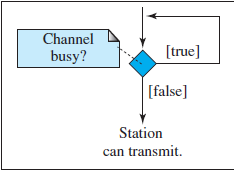 Channel
busy?
[true]
[false]
Station
can transmit.